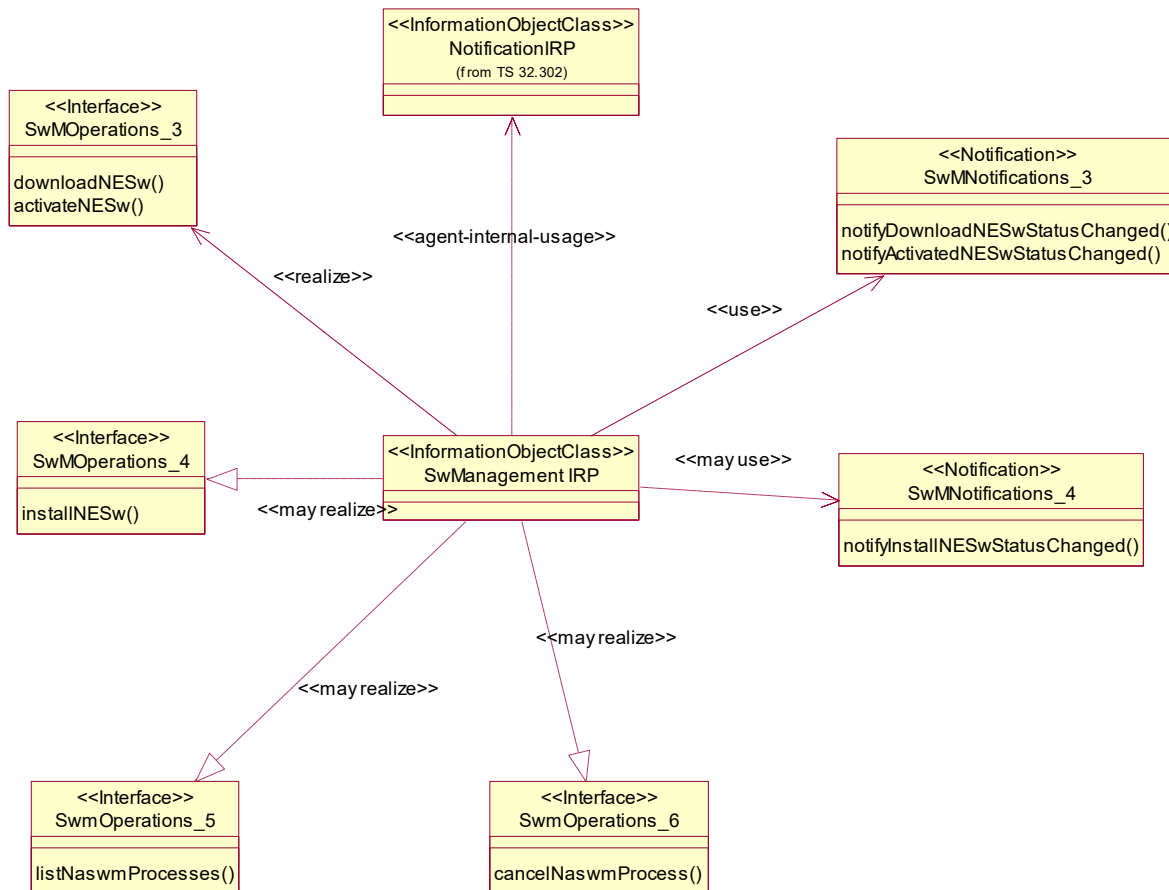 <<InformationObjectClass>>
NotificationIRP
(from TS 32.302)
<<Interface>>
SwMOperations_3
downloadNESw()
activateNESw()
<<Notification>>
SwMNotifications_3
notifyDownloadNESwStatusChanged()
notifyActivatedNESwStatusChanged()
<<agent-internal-usage>>
<<realize>>
<<use>>
<<Interface>>
SwMOperations_4
installNESw()
<<may realize>>
<<InformationObjectClass>>
SwManagement IRP
<<may use>>
<<Notification>>
SwMNotifications_4
notifyInstallNESwStatusChanged()
<<may realize>>
<<may realize>>
<<Interface>>
SwmOperations_5
listNaswmProcesses()
<<Interface>>
SwmOperations_6
cancelNaswmProcess()